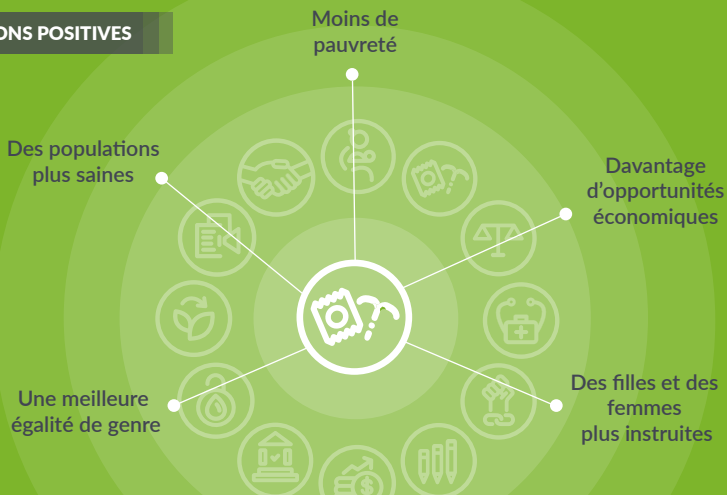 ONS POSITIVES
Moins de
pauvreté
Des populations
plus saines
Davantage
d'opportunités
économiques
Une meilleure
égalité de genre
Des filles et des
femmes
plus instruites